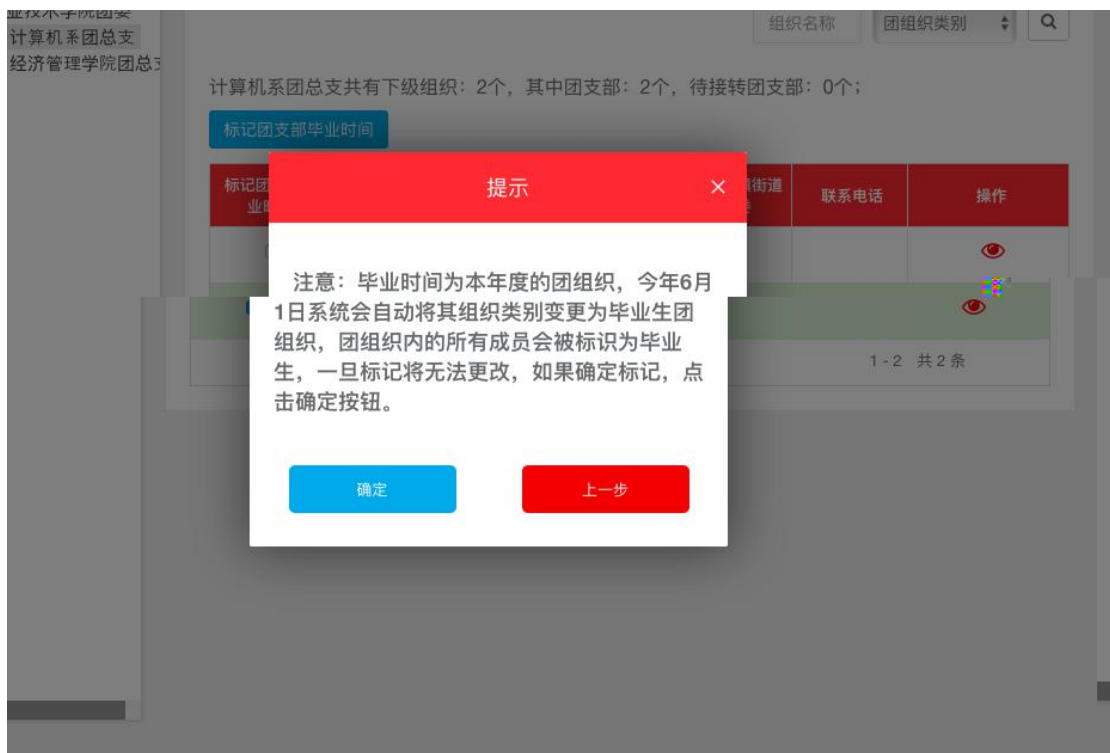 组织名称 团组织类别
计算机系团总支
经济管理学院团总支
计算机系团总支共有下级组织：2个，其中团支部：2个，待接转团支部：0个；
标记团支部毕业时间
标记团 街道 联系电话 操作
提示 ×
注意：毕业时间为本年度的团组织，今年6月
1日系统会自动将其组织类别变更为毕业生团
组织，团组织内的所有成员会被标识为毕业
生，一旦标记将无法更改，如果确定标记，点
击确定按钮。
1 - 2 共 2 条
确定 上一步